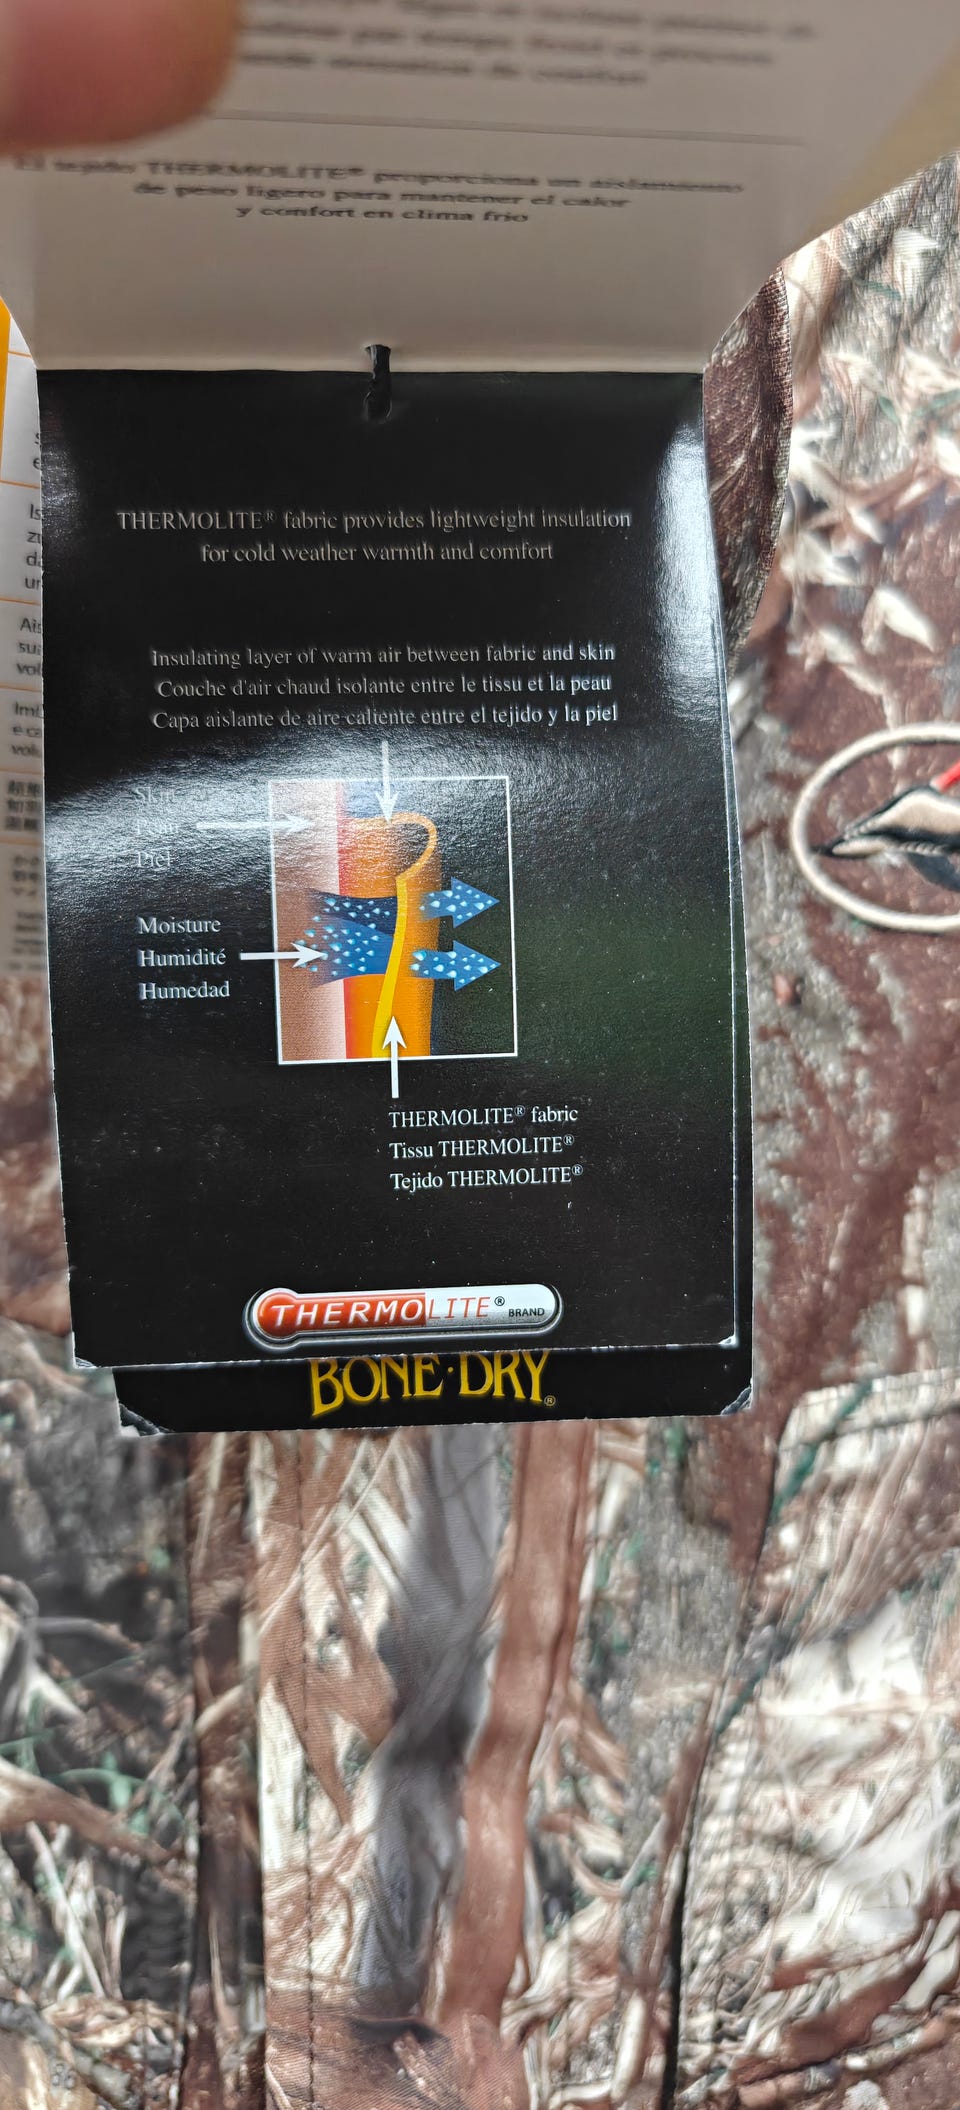 El tejido THERMOLITE® proporciona un aislamiento
de peso ligero para mantener el calor
y confort en clima frío
THERMOLITE® fabric provides lightweight insulation
for cold weather warmth and comfort
Insulating layer of warm air between fabric and skin
Couche d'air chaud isolante entre le tissu et la peau
Capa aislante de aire caliente entre el tejido y la piel
Skin
Peau
Piel
Moisture
Humidité
Humedad
THERMOLITE® fabric
Tissu THERMOLITE®
Tejido THERMOLITE®
THERMOLITE® BRAND
BONE·DRY®